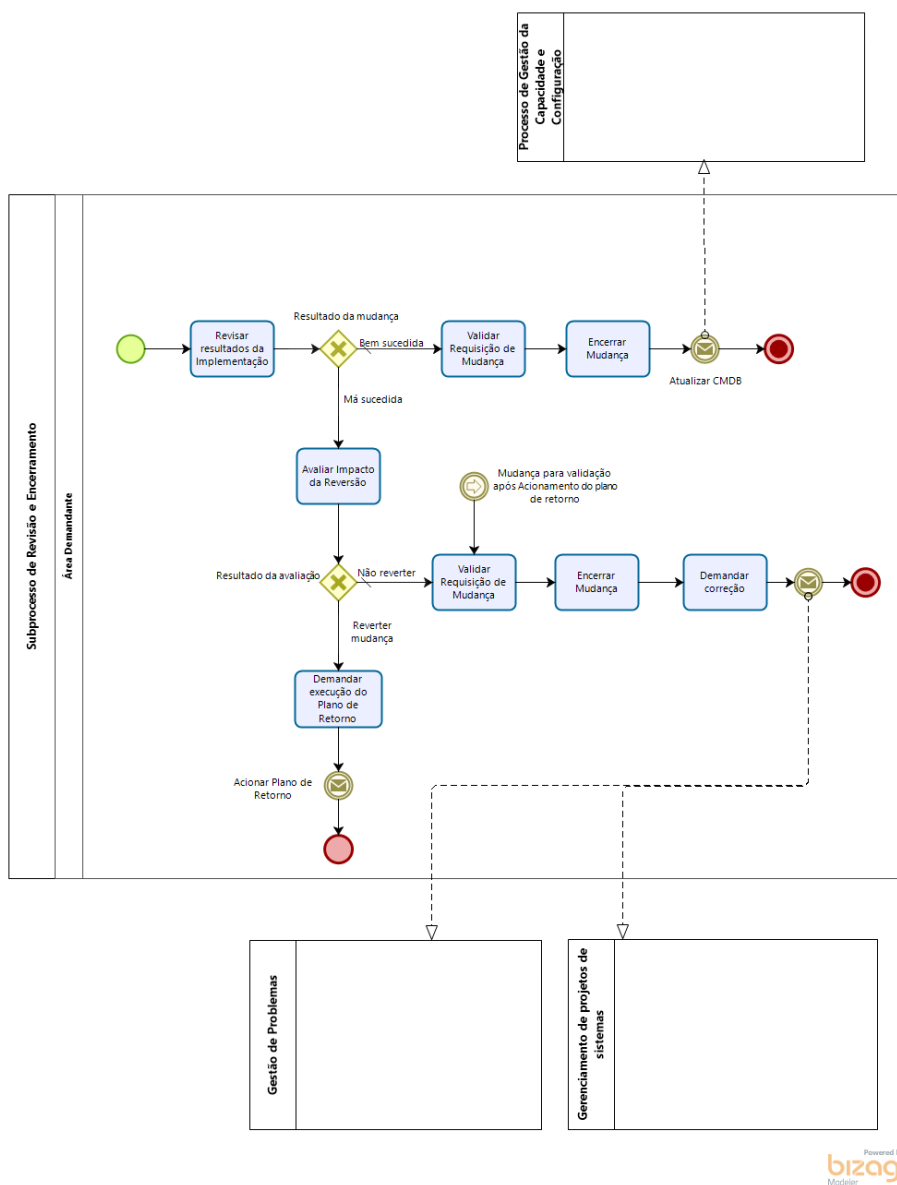 Processo de Gestão da
Capacidade e
Configuração
Subprocesso de Revisão e Encerramento
Área Demandante
Resultado da mudança
Revisar
resultados da
Implementação
Bem sucedida
Validar
Requisição de
Mudança
Encerrar
Mudança
Atualizar CMDB
Má sucedida
Avaliar Impacto
da Reversão
Mudança para validação
após Acionamento do plano
de retorno
Resultado da avaliação
Não reverter
Validar
Requisição de
Mudança
Encerrar
Mudança
Demandar
correção
Reverter
mudança
Demandar
execução do
Plano de
Retorno
Acionar Plano de
Retorno
Gestão de Problemas
Gerenciamento de projetos de
sistemas
Powered
bizag
Modeler